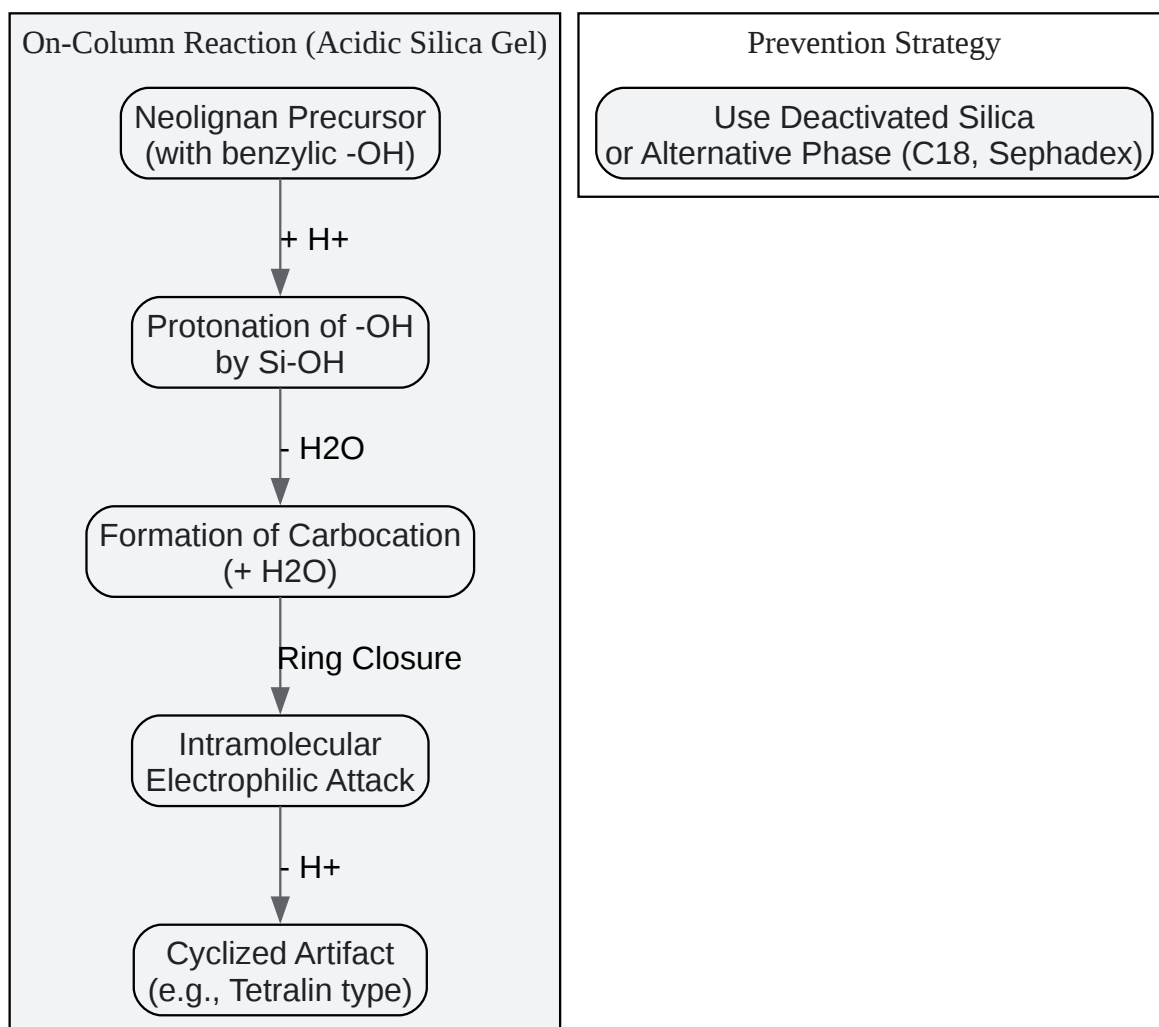 On-Column Reaction (Acidic Silica Gel)
Neolignan Precursor
(with benzylic -OH)
+ H+
Protonation of -OH
by Si-OH
- H2O
Formation of Carbocation
(+ H2O)
Ring Closure
Intramolecular
Electrophilic Attack
- H+
Cyclized Artifact
(e.g., Tetralin type)
Prevention Strategy
Use Deactivated Silica
or Alternative Phase (C18, Sephadex)